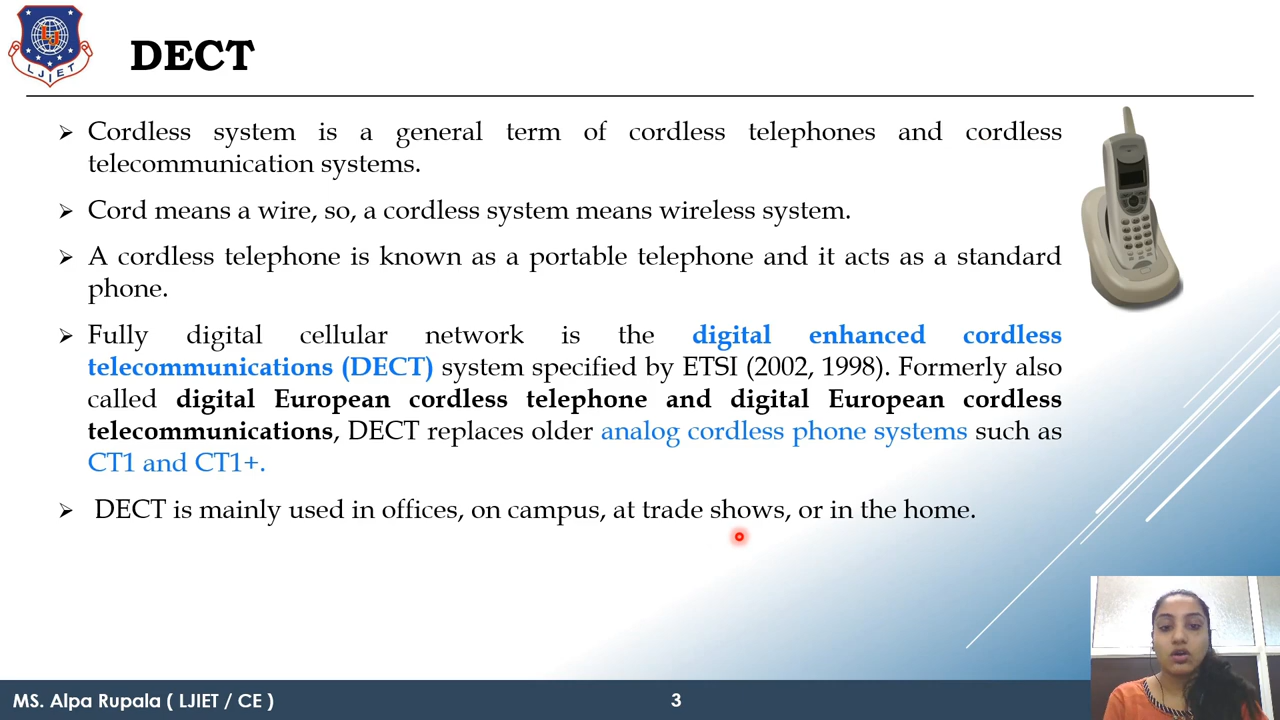 LJIET
DECT
Cordless system is a general term of cordless telephones and cordless
telecommunication systems.
Cord means a wire, so, a cordless system means wireless system.
A cordless telephone is known as a portable telephone and it acts as a standard
phone.
Fully digital cellular network is the digital enhanced cordless
telecommunications (DECT) system specified by ETSI (2002, 1998). Formerly also
called digital European cordless telephone and digital European cordless
telecommunications, DECT replaces older analog cordless phone systems such as
CT1 and CT1+.
DECT is mainly used in offices, on campus, at trade shows, or in the home.
MS. Alpa Rupala ( LJIET / CE )
3